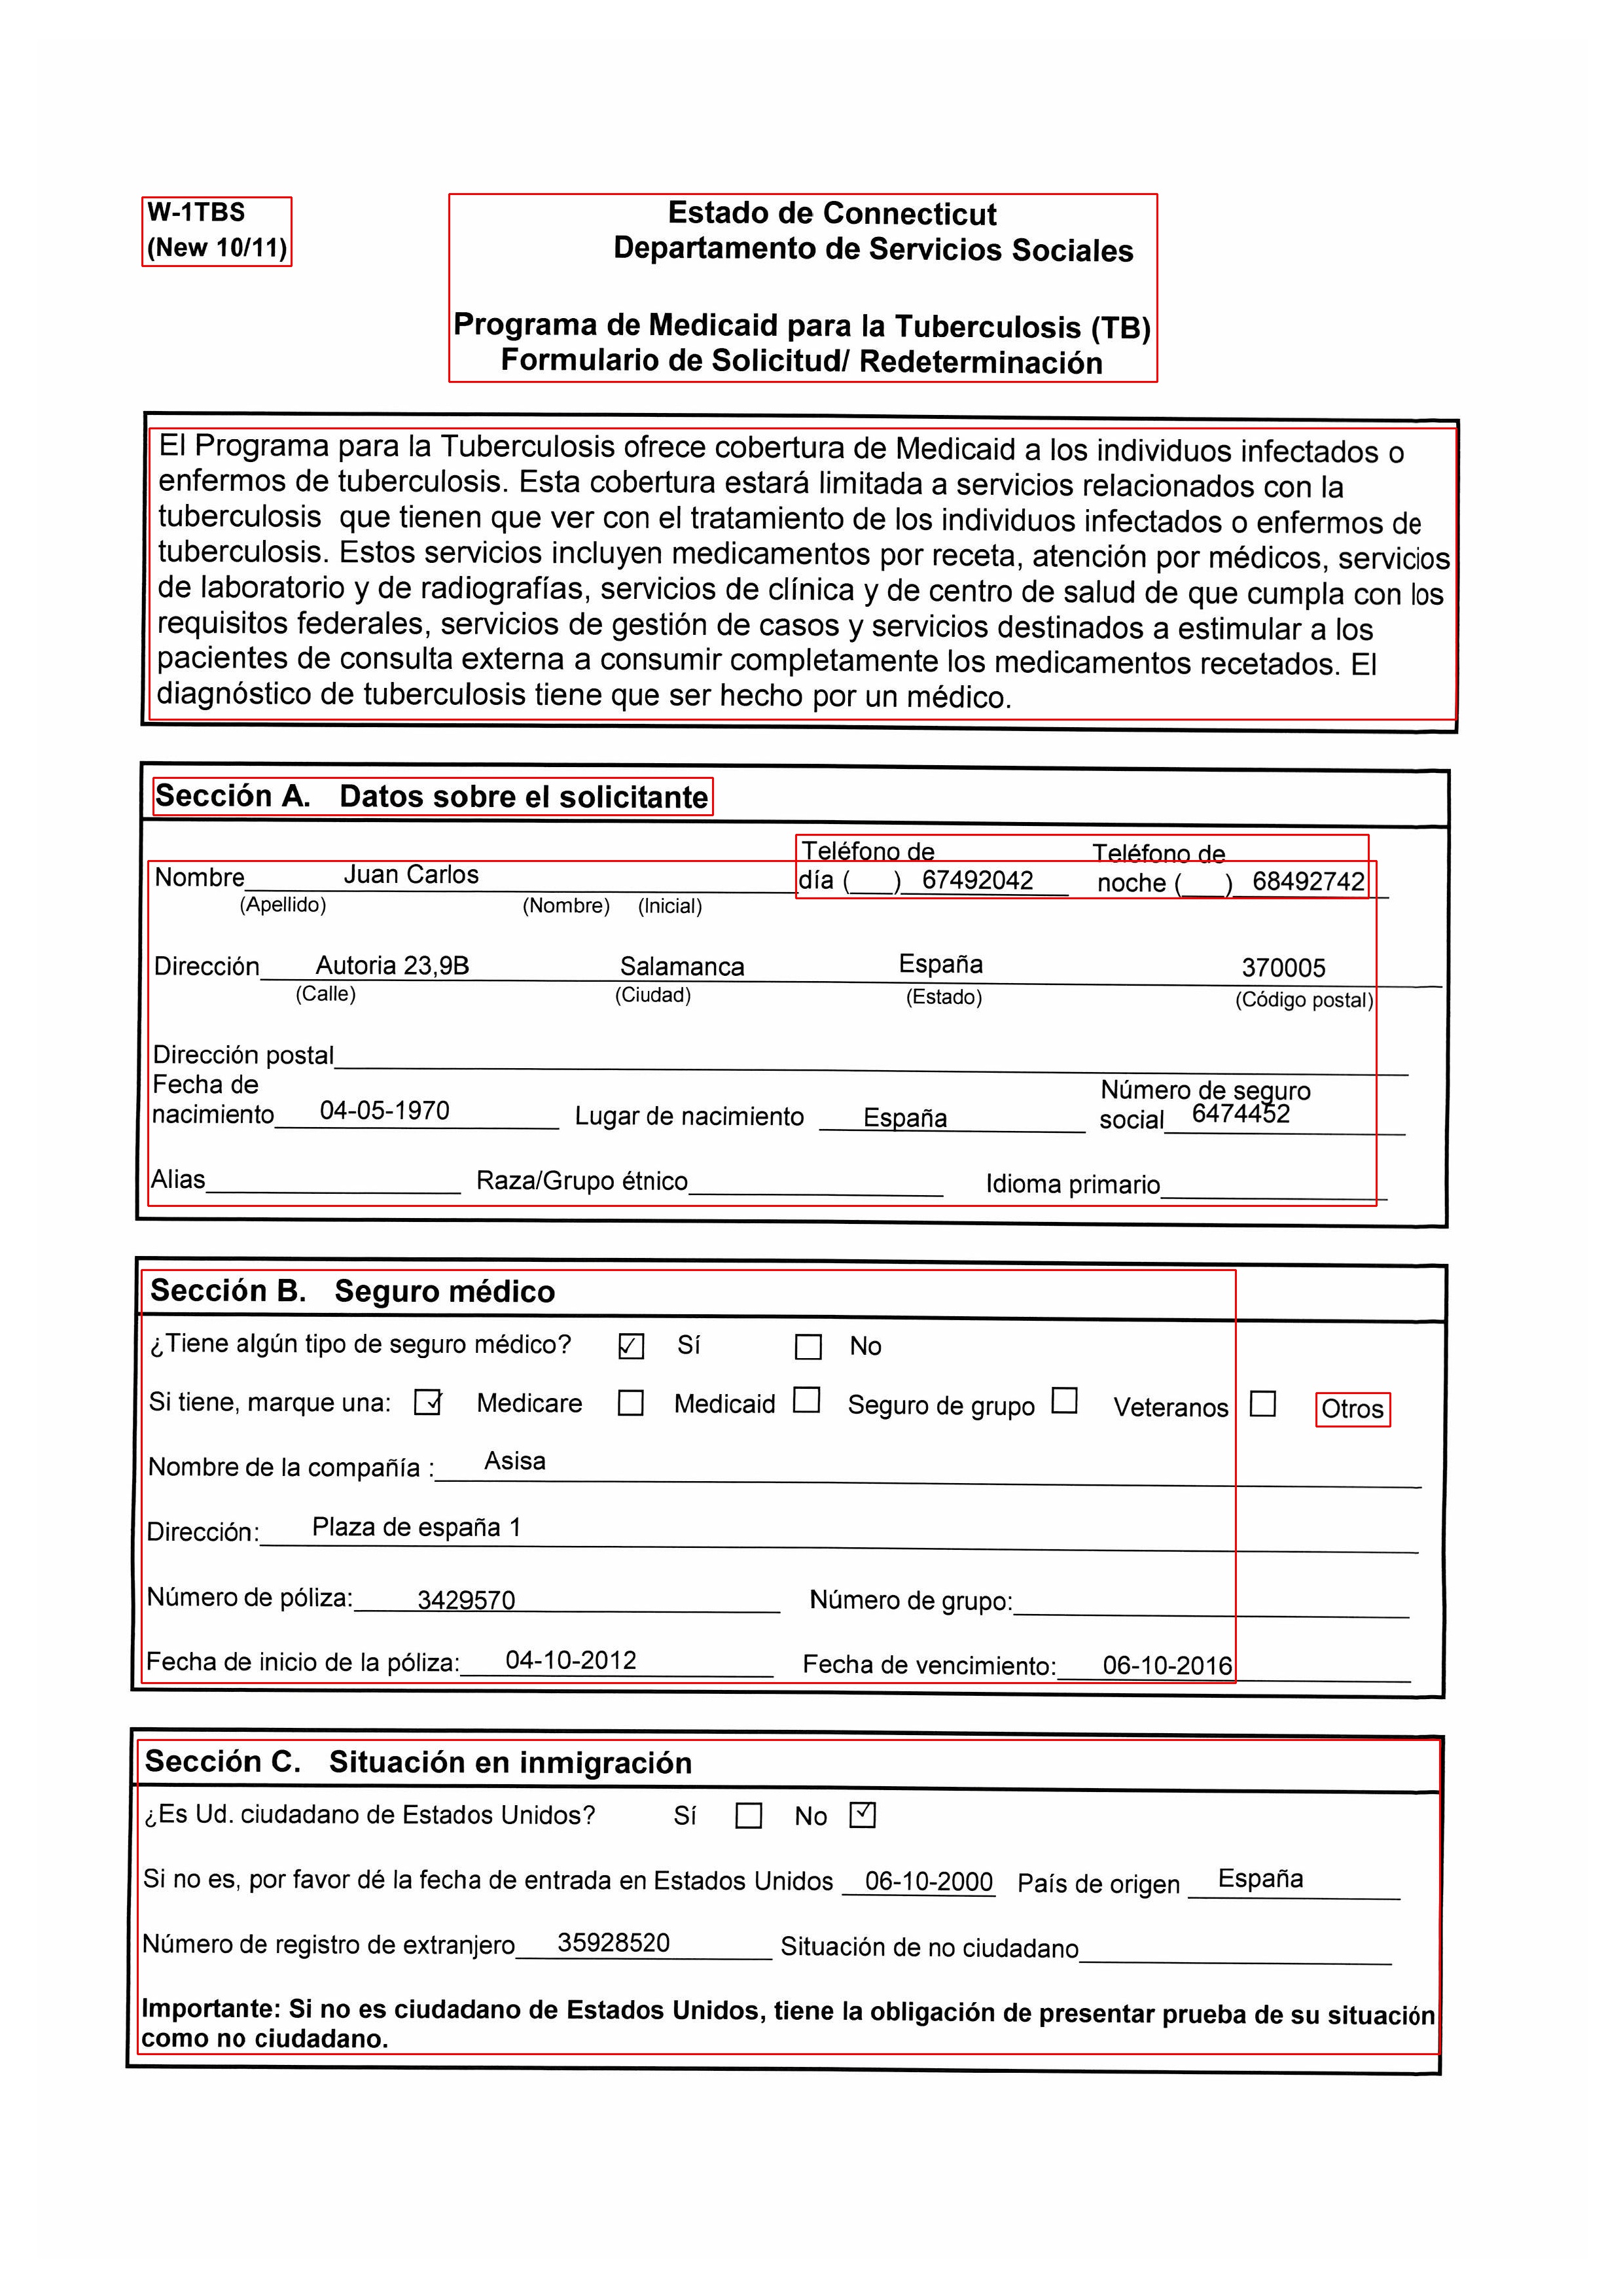 W-1TBS
(New 10/11)
Estado de Connecticut
Departamento de Servicios Sociales
Programa de Medicaid para la Tuberculosis (TB)
Formulario de Solicitud/ Redeterminación
El Programa para la Tuberculosis ofrece cobertura de Medicaid a los individuos infectados o
enfermos de tuberculosis. Esta cobertura estará limitada a servicios relacionados con la
tuberculosis que tienen que ver con el tratamiento de los individuos infectados o enfermos de
tuberculosis. Estos servicios incluyen medicamentos por receta, atención por médicos, servicios
de laboratorio y de radiografías, servicios de clínica y de centro de salud de que cumpla con los
requisitos federales, servicios de gestión de casos y servicios destinados a estimular a los
pacientes de consulta externa a consumir completamente los medicamentos recetados. El
diagnóstico de tuberculosis tiene que ser hecho por un médico.
Sección A. Datos sobre el solicitante
Teléfono de Teléfono de
Nombre Juan Carlos día (___) 67492042 noche (___) 68492742
(Apellido) (Nombre) (Inicial)
Dirección Autoria 23,9B Salamanca España 370005
(Calle) (Ciudad) (Estado) (Código postal)
Dirección postal
Fecha de Número de seguro
nacimiento 04-05-1970 Lugar de nacimiento España social 6474452
Alias Raza/Grupo étnico Idioma primario
Sección B. Seguro médico
¿Tiene algún tipo de seguro médico? ☑ Sí ☐ No
Si tiene, marque una: ☑ Medicare ☐ Medicaid ☐ Seguro de grupo ☐ Veteranos ☐ Otros
Nombre de la compañía : Asisa
Dirección: Plaza de españa 1
Número de póliza: 3429570 Número de grupo:
Fecha de inicio de la póliza: 04-10-2012 Fecha de vencimiento: 06-10-2016
Sección C. Situación en inmigración
¿Es Ud. ciudadano de Estados Unidos? Sí ☐ No ☑
Si no es, por favor dé la fecha de entrada en Estados Unidos 06-10-2000 País de origen España
Número de registro de extranjero 35928520 Situación de no ciudadano
Importante: Si no es ciudadano de Estados Unidos, tiene la obligación de presentar prueba de su situación
como no ciudadano.